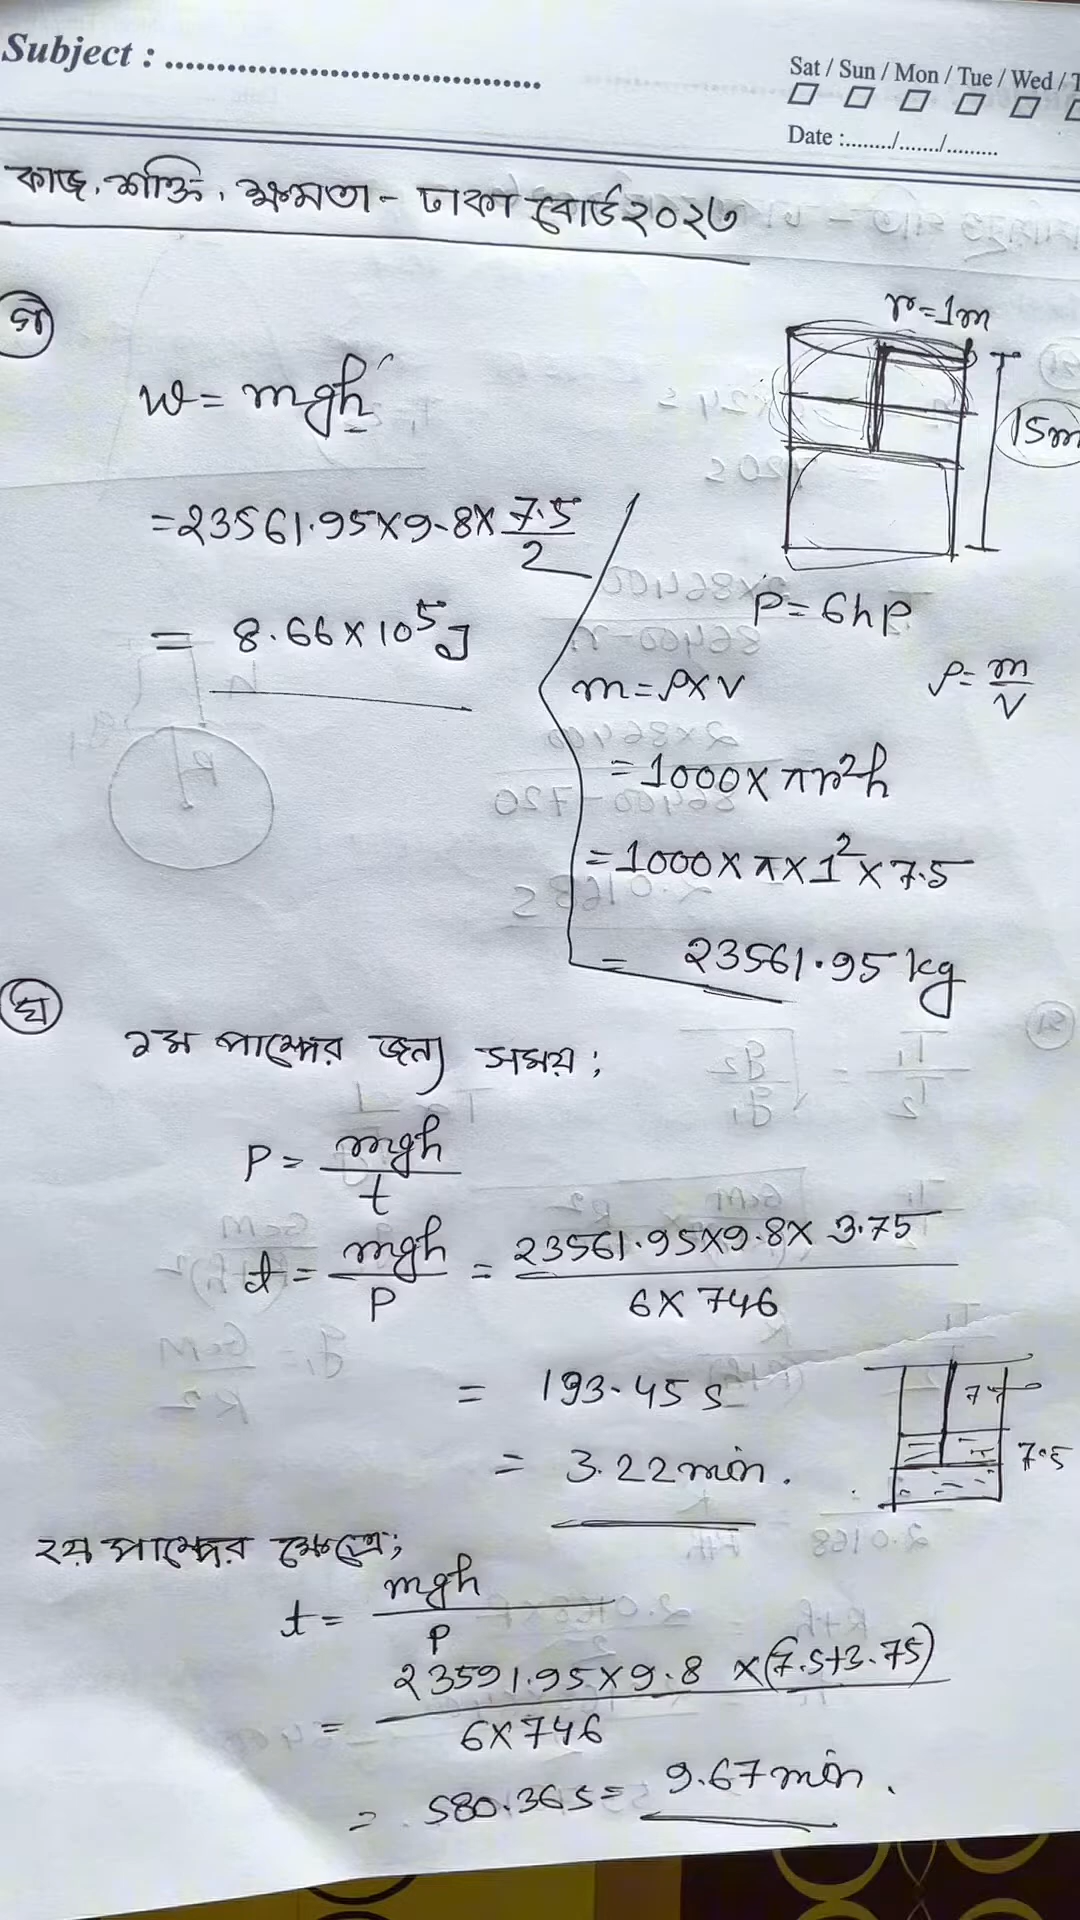 Subject : ....................................
Sat / Sun / Mon / Tue / Wed / T
Date :......../......./.........
কাজ, শক্তি, ক্ষমতা - ঢাকা বোর্ড ২০২৩
গ
r=1m
15m
W = mgh
= 23561.95×9.8× 7.5/2
= 8.66×10⁵ J
P = 6hp
m = ρ×V
ρ = m/V
= 1000×πr²h
= 1000×π×1²×7.5
= 23561.95 kg
ঘ
১ম পাম্পের জন্য সময়;
P = mgh/t
t = mgh/P = 23561.95×9.8×3.75/6×746
= 193.45 s
= 3.22 min.
7.5
২য় পাম্পের ক্ষেত্রে;
t = mgh/P
= 23591.95×9.8 ×(7.5+3.75)/6×746
= 580.36 s = 9.67 min.